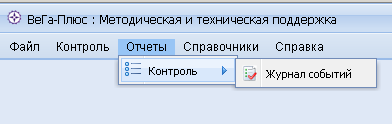 ВеГа-Плюс : Методическая и техническая поддержка
Файл Контроль Отчеты Справочники Справка
Контроль Журнал событий